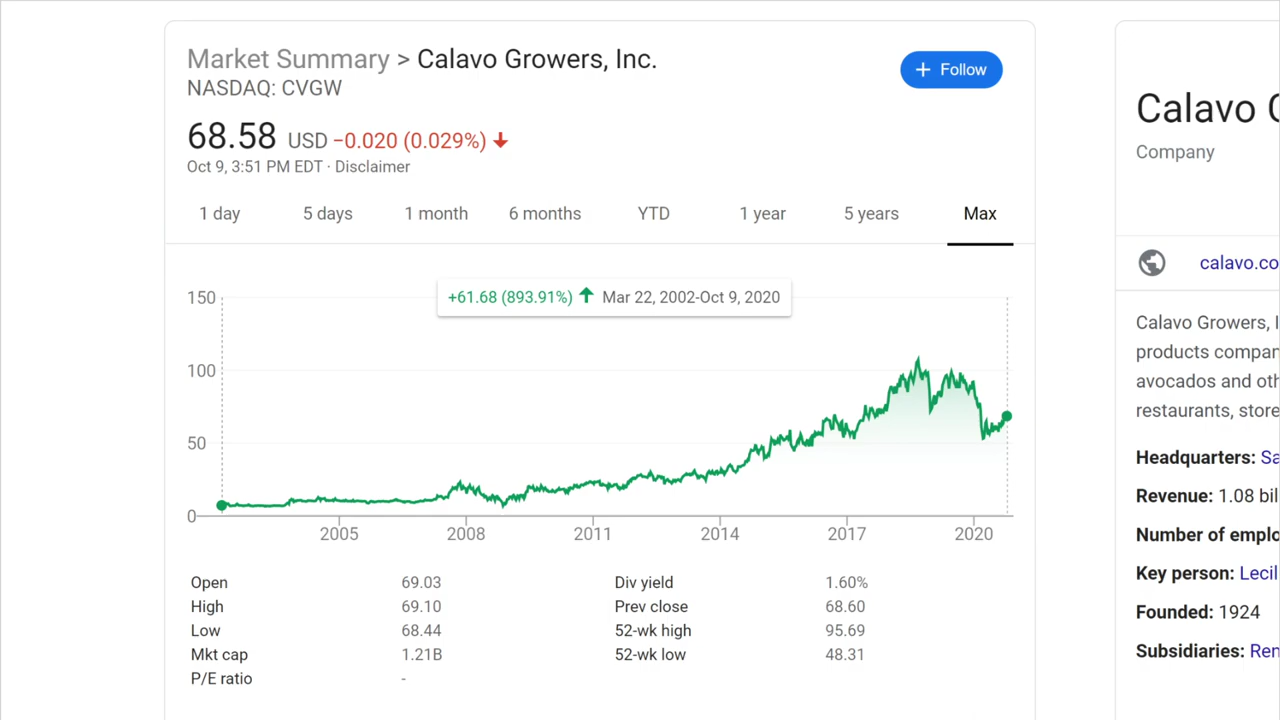 Market Summary > Calavo Growers, Inc.
NASDAQ: CVGW
+ Follow
68.58 USD −0.020 (0.029%)
Oct 9, 3:51 PM EDT · Disclaimer
1 day 5 days 1 month 6 months YTD 1 year 5 years Max
+61.68 (893.91%) Mar 22, 2002-Oct 9, 2020
150
100
50
0
2005 2008 2011 2014 2017 2020
Open 69.03 Div yield 1.60%
High 69.10 Prev close 68.60
Low 68.44 52-wk high 95.69
Mkt cap 1.21B 52-wk low 48.31
P/E ratio -
Calavo
Company
calavo.co
Calavo Growers, I
products compan
avocados and oth
restaurants, store
Headquarters: Sa
Revenue: 1.08 bil
Number of emplo
Key person: Lecil
Founded: 1924
Subsidiaries: Ren